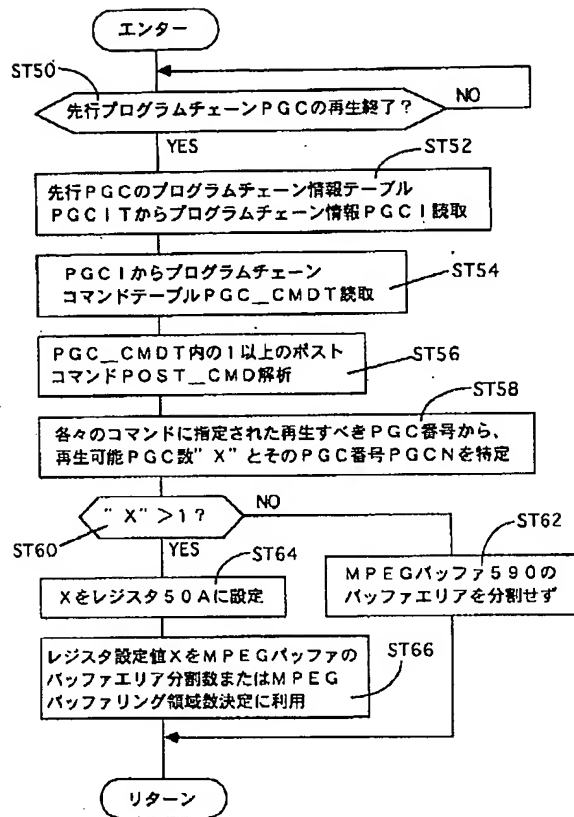 エンター
ST50
先行プログラムチェーンPGCの再生終了?
NO
YES
ST52
先行PGCのプログラムチェーン情報テーブル
PGCITからプログラムチェーン情報PGCI読取
PGCIからプログラムチェーン
コマンドテーブルPGC_CMDT読取
ST54
PGC_CMDT内の1以上のポスト
コマンドPOST_CMD解析
ST56
ST58
各々のコマンドに指定された再生すべきPGC番号から、
再生可能PGC数"X"とそのPGC番号PGCNを特定
"X">1?
NO
ST60
YES
ST62
ST64
MPEGバッファ590の
バッファエリアを分割せず
Xをレジスタ50Aに設定
レジスタ設定値XをMPEGバッファの
バッファエリア分割数またはMPEG
バッファリング領域数決定に利用
ST66
リターン